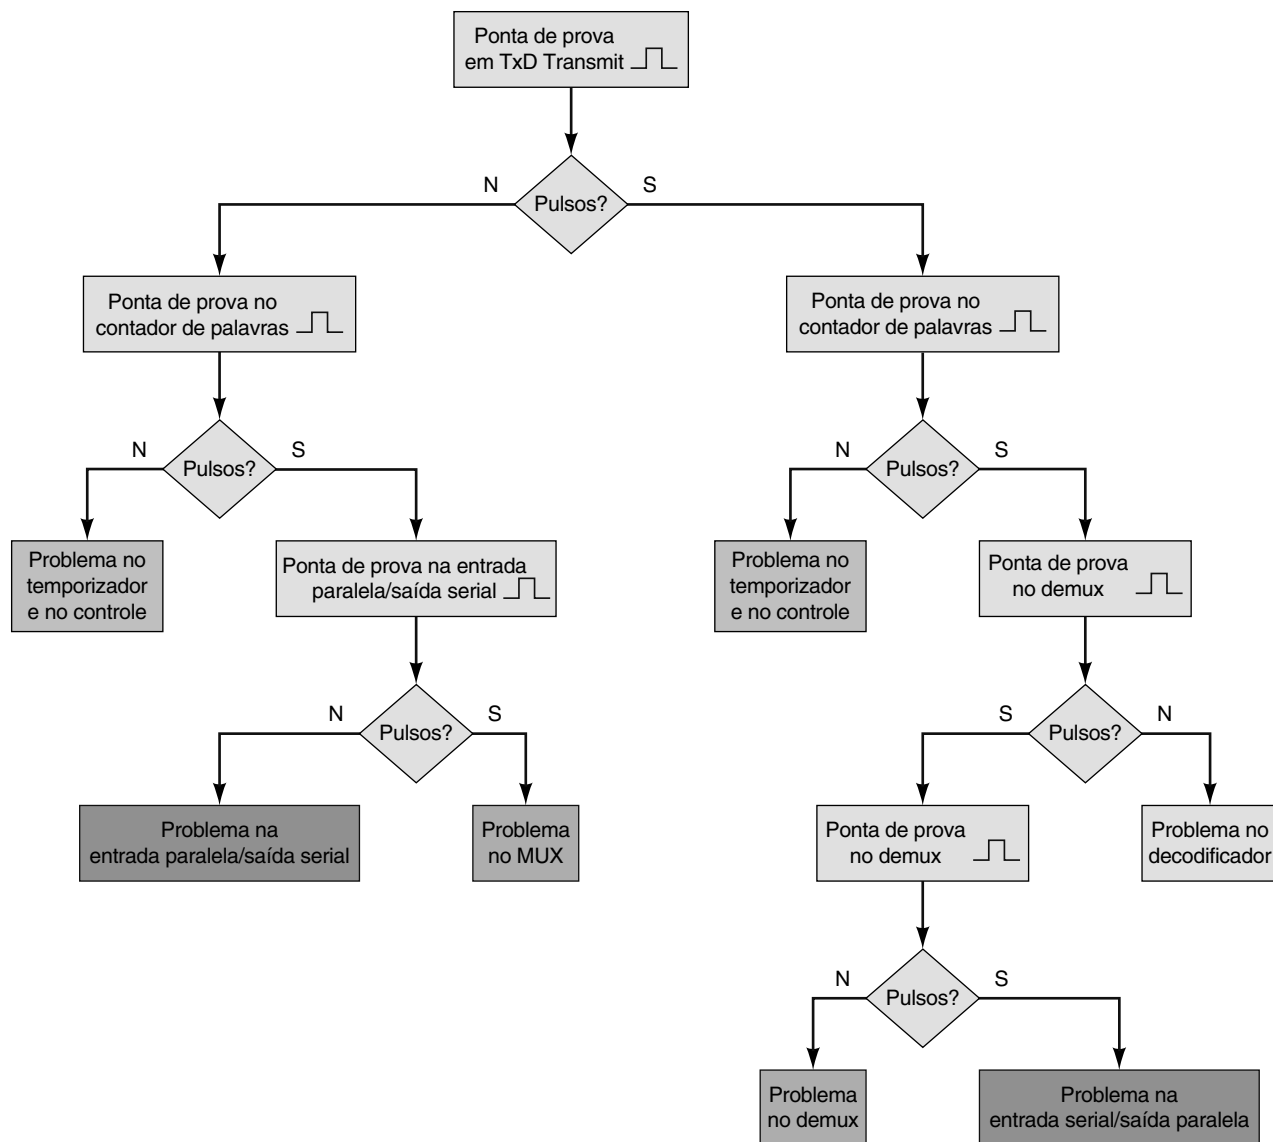 Ponta de prova
em TxD Transmit
Pulsos?
N
S
Ponta de prova no
contador de palavras
Ponta de prova no
contador de palavras
Pulsos?
N
S
Pulsos?
N
S
Problema no
temporizador
e no controle
Ponta de prova na entrada
paralela/saída serial
Problema no
temporizador
e no controle
Ponta de prova
no demux
Pulsos?
N
S
Pulsos?
S
N
Problema na
entrada paralela/saída serial
Problema
no MUX
Ponta de prova
no demux
Problema no
decodificador
Pulsos?
N
S
Problema
no demux
Problema na
entrada serial/saída paralela